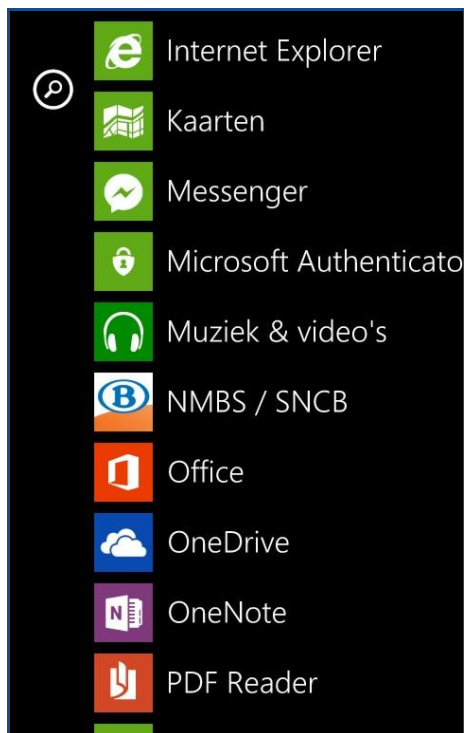 Internet Explorer
Kaarten
Messenger
Microsoft Authenticato
Muziek & video's
B NMBS / SNCB
Office
OneDrive
N OneNote
PDF Reader